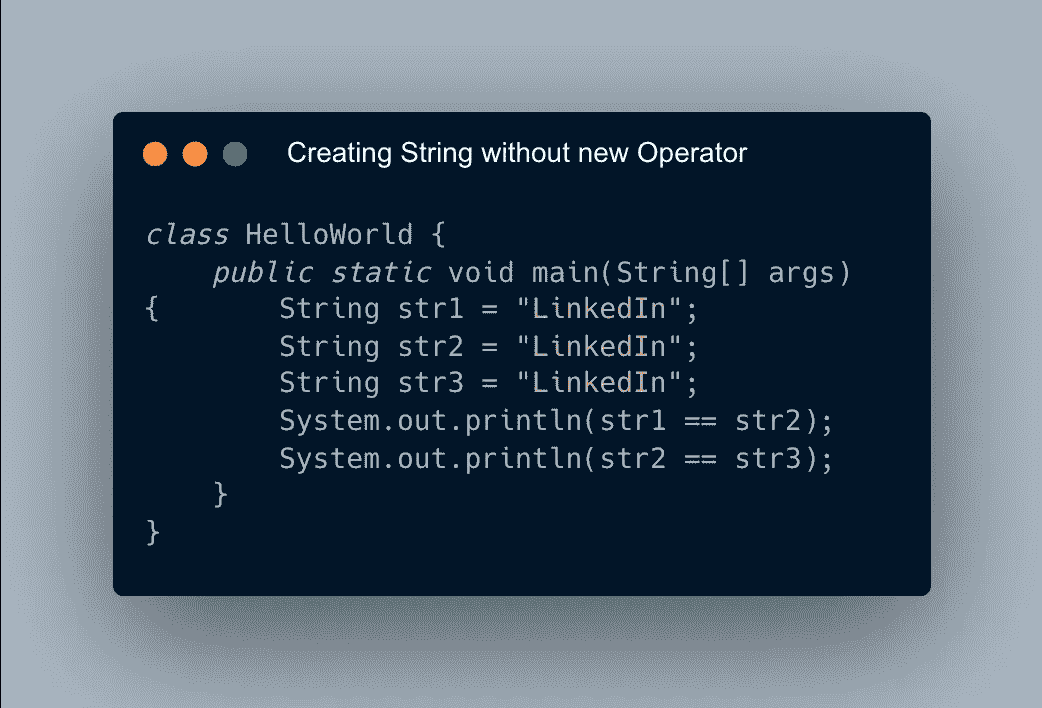 Creating String without new Operator
class HelloWorld {
    public static void main(String[] args)
{       String str1 = "LinkedIn";
        String str2 = "LinkedIn";
        String str3 = "LinkedIn";
        System.out.println(str1 == str2);
        System.out.println(str2 == str3);
    }
}